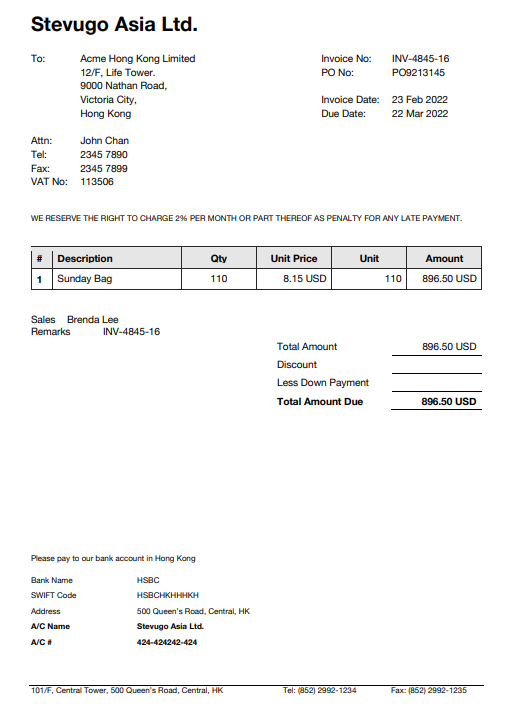 Stevugo Asia Ltd.
To: Acme Hong Kong Limited
12/F, Life Tower.
9000 Nathan Road,
Victoria City,
Hong Kong
Invoice No: INV-4845-16
PO No: PO9213145
Invoice Date: 23 Feb 2022
Due Date: 22 Mar 2022
Attn: John Chan
Tel: 2345 7890
Fax: 2345 7899
VAT No: 113506
WE RESERVE THE RIGHT TO CHARGE 2% PER MONTH OR PART THEREOF AS PENALTY FOR ANY LATE PAYMENT.
# Description Qty Unit Price Unit Amount
1 Sunday Bag 110 8.15 USD 110 896.50 USD
Sales Brenda Lee
Remarks INV-4845-16
Total Amount 896.50 USD
Discount
Less Down Payment
Total Amount Due 896.50 USD
Please pay to our bank account in Hong Kong
Bank Name HSBC
SWIFT Code HSBCHKHHHKH
Address 500 Queen's Road, Central, HK
A/C Name Stevugo Asia Ltd.
A/C # 424-424242-424
101/F, Central Tower, 500 Queen's Road, Central, HK Tel: (852) 2992-1234 Fax: (852) 2992-1235